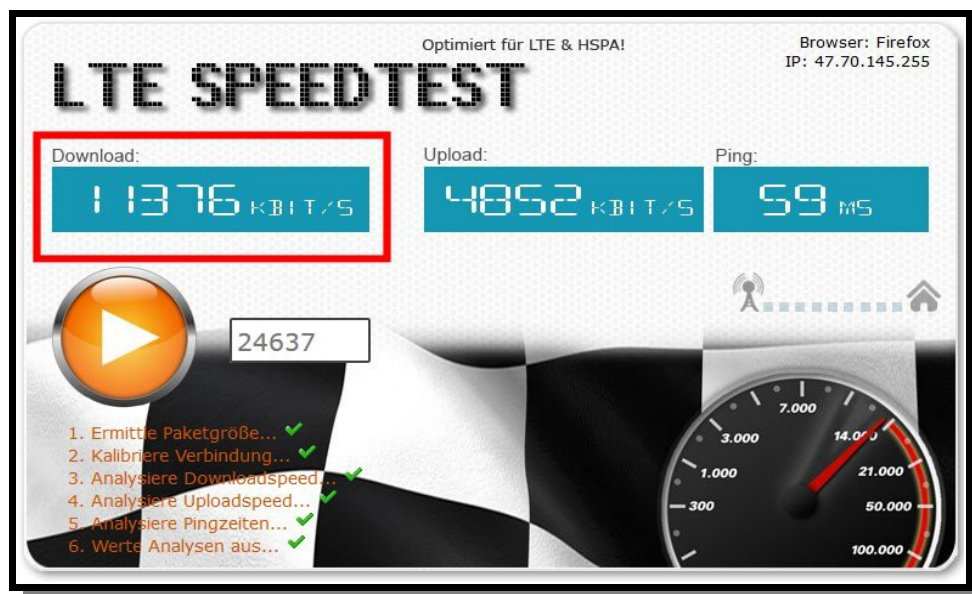 Optimiert für LTE & HSPA!
Browser: Firefox
IP: 47.70.145.255
LTE SPEEDTEST
Download:
11376 KBIT/S
Upload:
4852 KBIT/S
Ping:
59 MS
24637
1. Ermittle Paketgröße...
2. Kalibriere Verbindung...
3. Analysiere Downloadspeed...
4. Analysiere Uploadspeed...
5. Analysiere Pingzeiten...
6. Werte Analysen aus...
300
1.000
3.000
7.000
14.000
21.000
50.000
100.000